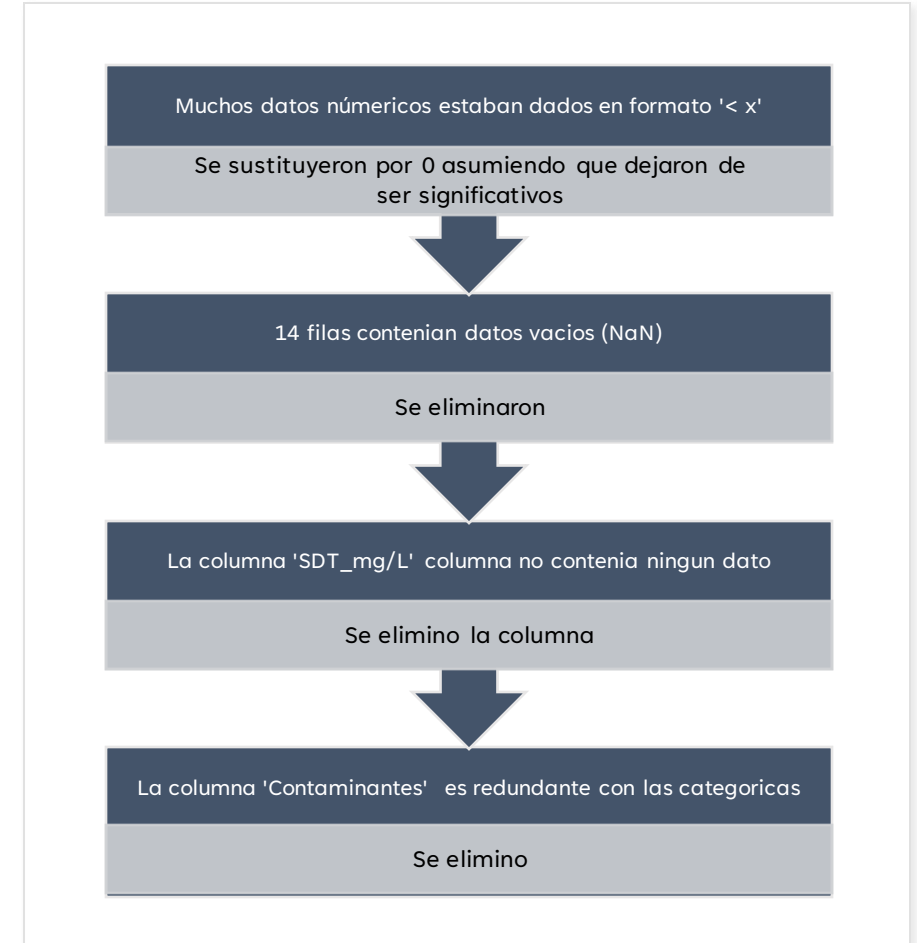 Muchos datos númericos estaban dados en formato '< x'
Se sustituyeron por 0 asumiendo que dejaron de
ser significativos
14 filas contenian datos vacios (NaN)
Se eliminaron
La columna 'SDT_mg/L' columna no contenia ningun dato
Se elimino la columna
La columna 'Contaminantes' es redundante con las categoricas
Se elimino